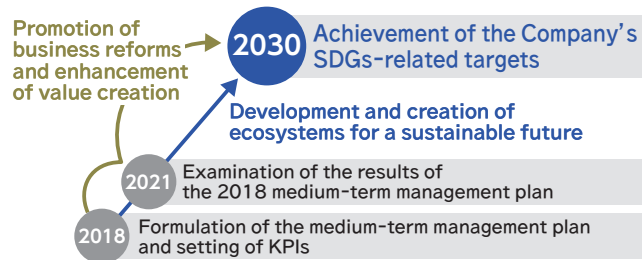 Promotion of
business reforms
and enhancement
of value creation
2030
Achievement of the Company's
SDGs-related targets
Development and creation of
ecosystems for a sustainable future
2021
Examination of the results of
the 2018 medium-term management plan
2018
Formulation of the medium-term management plan
and setting of KPIs